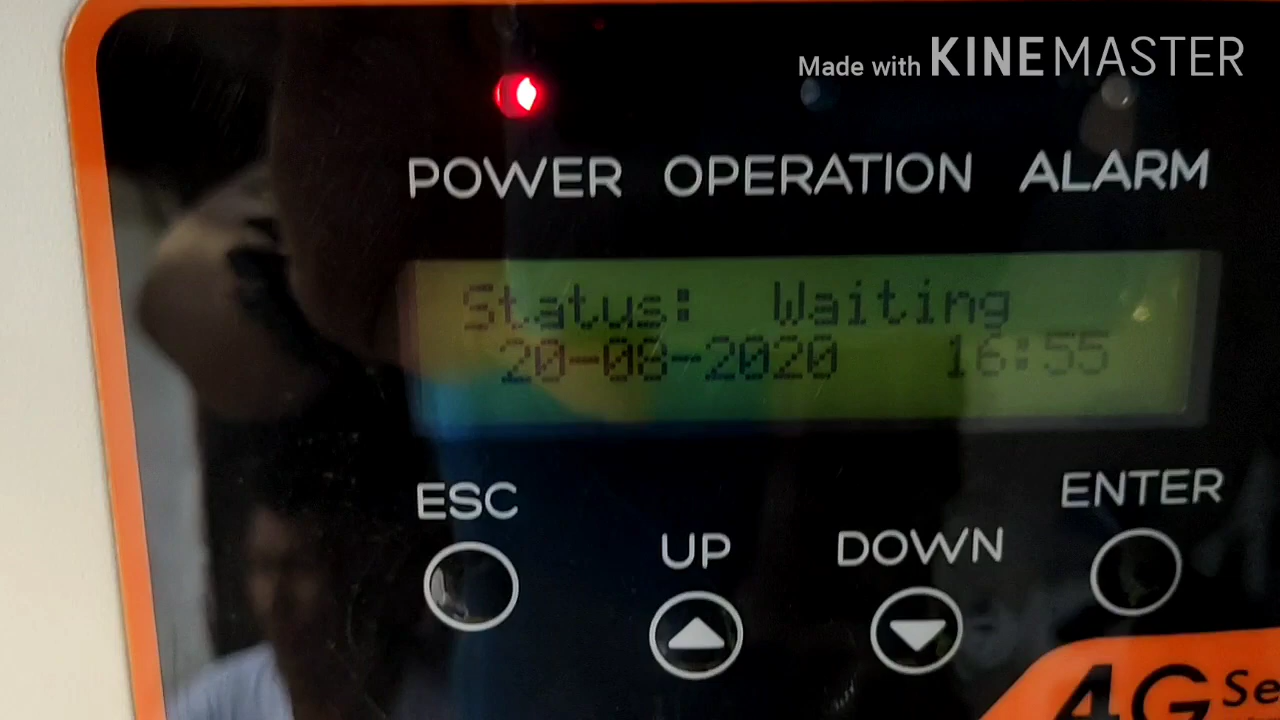 Made with KINEMASTER
POWER OPERATION ALARM
Status: Waiting
20-08-2020 16:55
ESC
ENTER
UP
DOWN
4G